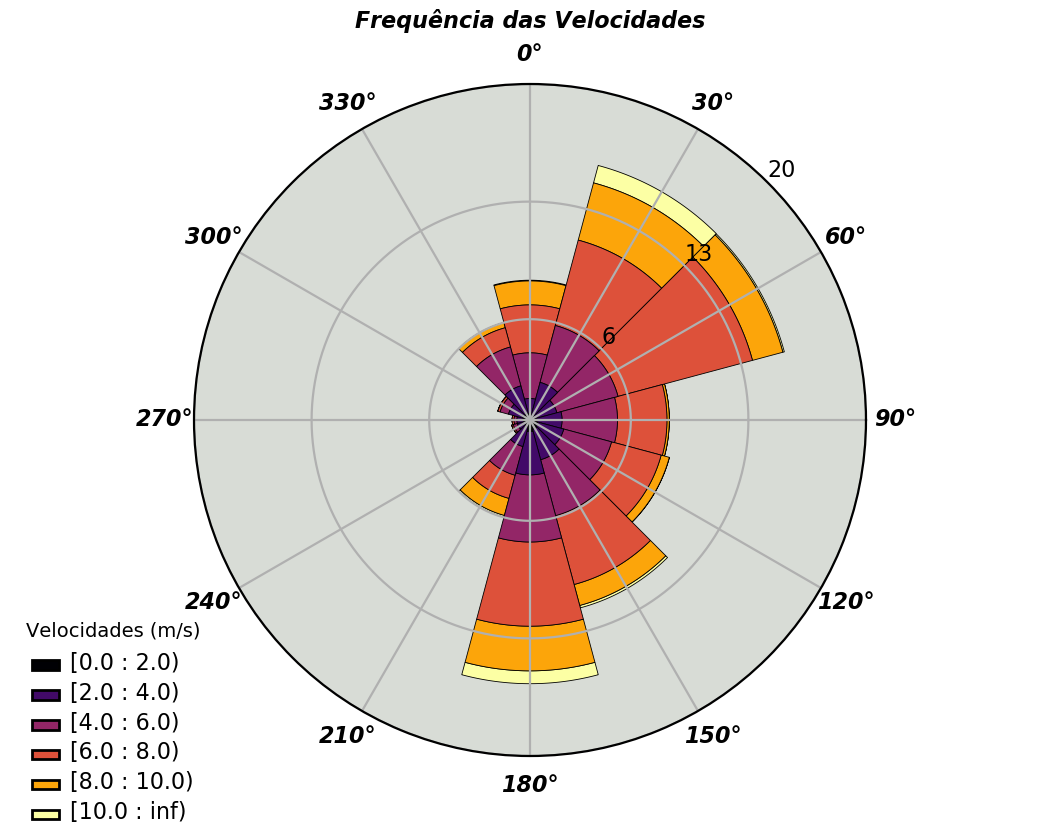 Frequência das Velocidades
0°
330°
30°
20
300°
60°
13
6
270°
90°
240°
120°
210°
150°
180°
Velocidades (m/s)
[0.0 : 2.0)
[2.0 : 4.0)
[4.0 : 6.0)
[6.0 : 8.0)
[8.0 : 10.0)
[10.0 : inf)